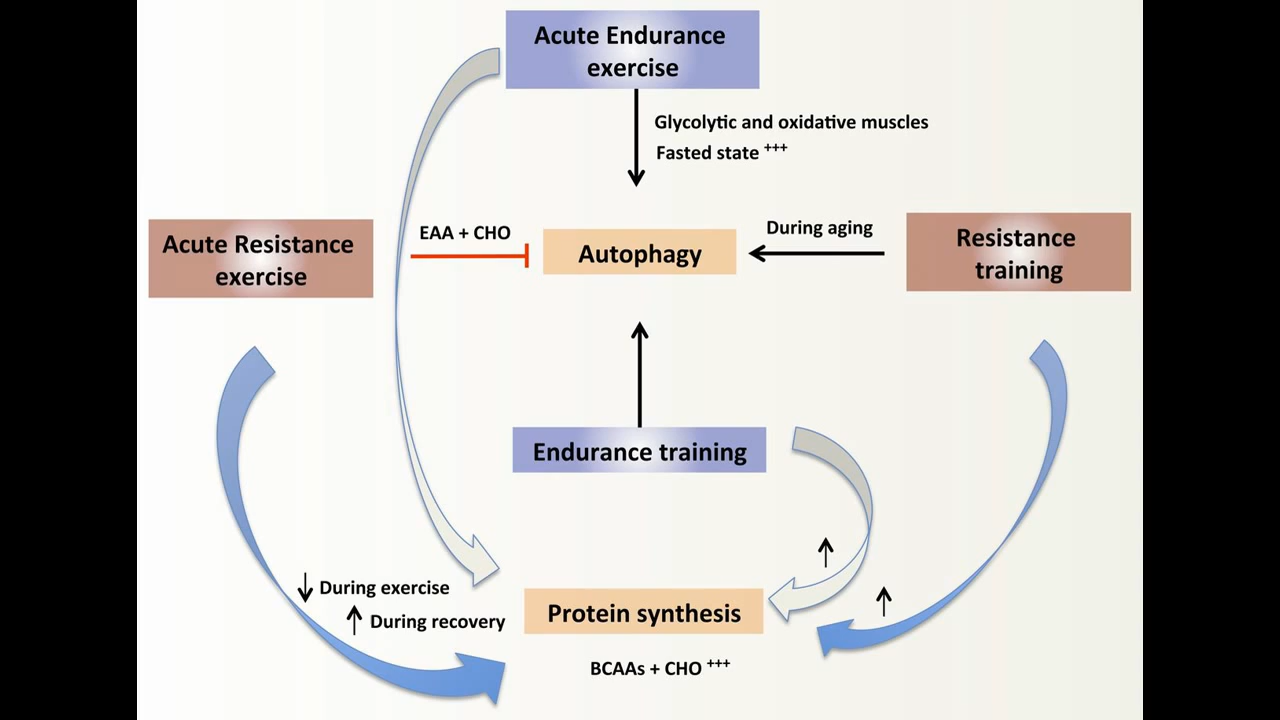 Acute Endurance
exercise
Glycolytic and oxidative muscles
Fasted state +++
Acute Resistance
exercise
EAA + CHO
Autophagy
During aging
Resistance
training
Endurance training
During exercise
During recovery
Protein synthesis
BCAAs + CHO +++